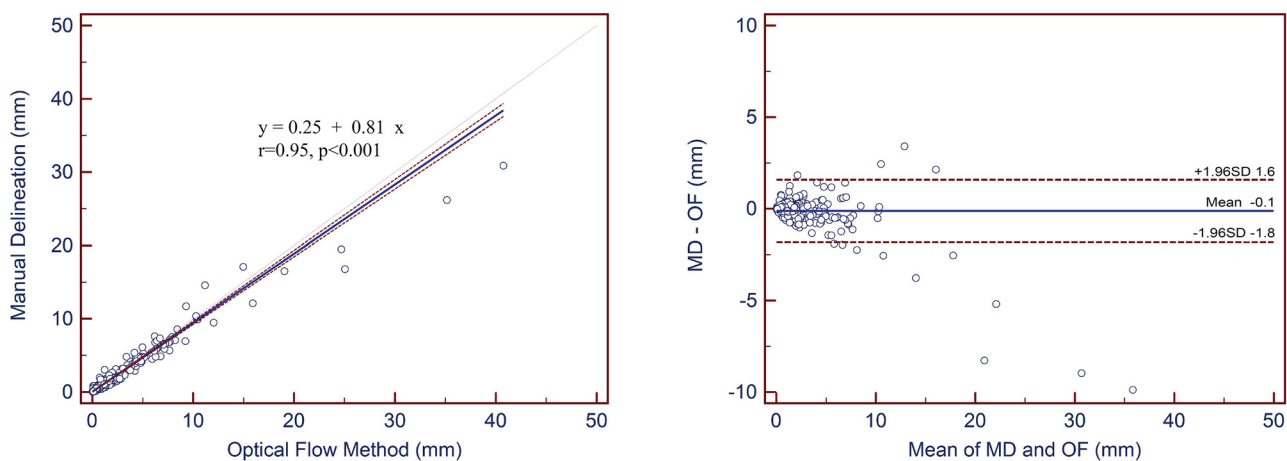 50
40
30
20
10
0
Manual Delineation (mm)
y = 0.25 + 0.81 x
r=0.95, p<0.001
0 10 20 30 40 50
Optical Flow Method (mm)
10
5
0
-5
-10
MD - OF (mm)
+1.96SD 1.6
Mean -0.1
-1.96SD -1.8
0 10 20 30 40 50
Mean of MD and OF (mm)